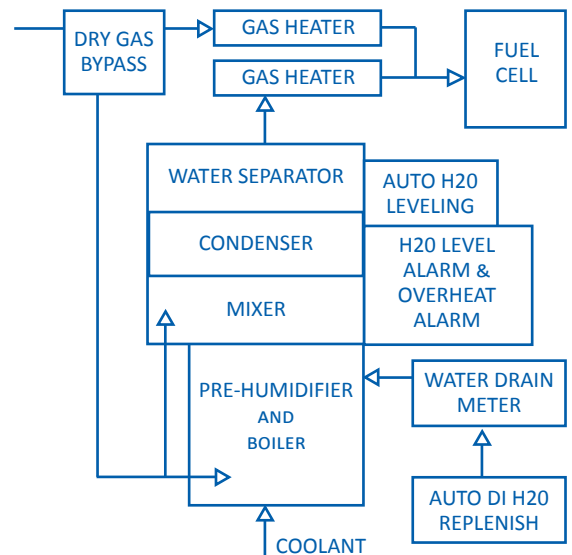 DRY GAS
BYPASS
GAS HEATER
GAS HEATER
FUEL
CELL
WATER SEPARATOR
AUTO H20
LEVELING
CONDENSER
H20 LEVEL
ALARM &
OVERHEAT
ALARM
MIXER
PRE-HUMIDIFIER
AND
BOILER
WATER DRAIN
METER
AUTO DI H20
REPLENISH
COOLANT